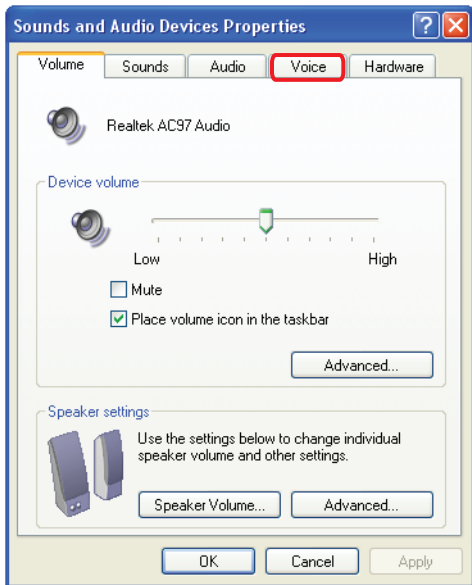 Sounds and Audio Devices Properties
Volume Sounds Audio Voice Hardware
Realtek AC97 Audio
Device volume
Low High
Mute
Place volume icon in the taskbar
Advanced...
Speaker settings
Use the settings below to change individual
speaker volume and other settings.
Speaker Volume... Advanced...
OK Cancel Apply